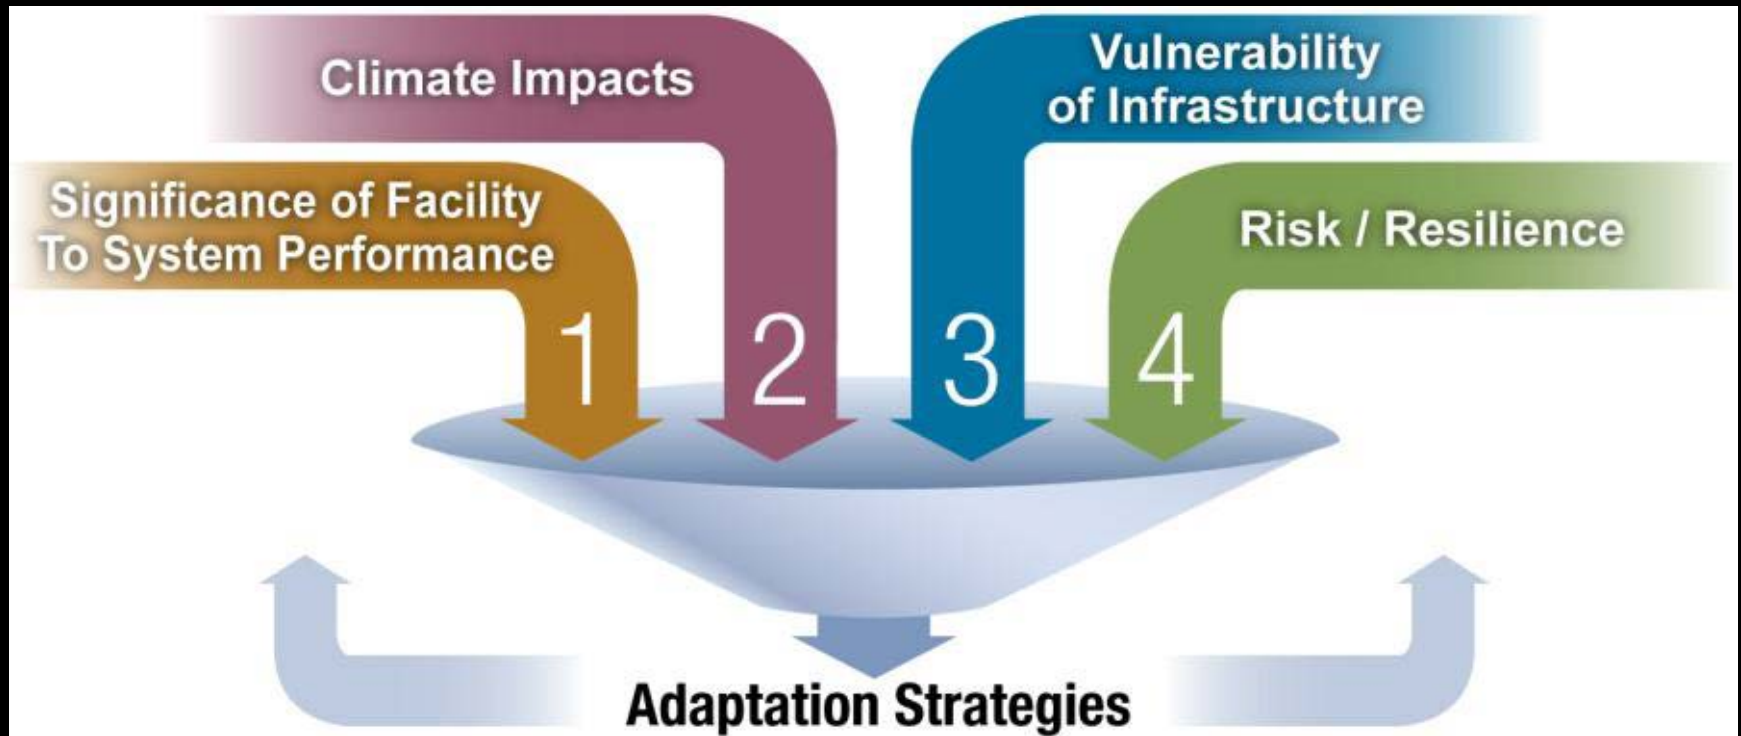 Climate Impacts
Vulnerability
of Infrastructure
Significance of Facility
To System Performance
Risk / Resilience
1
2
3
4
Adaptation Strategies